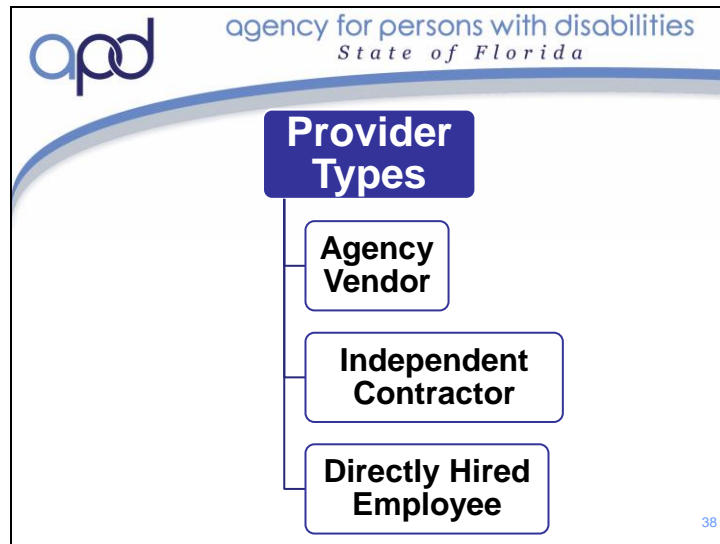 apd
agency for persons with disabilities
State of Florida
Provider
Types
Agency
Vendor
Independent
Contractor
Directly Hired
Employee
38